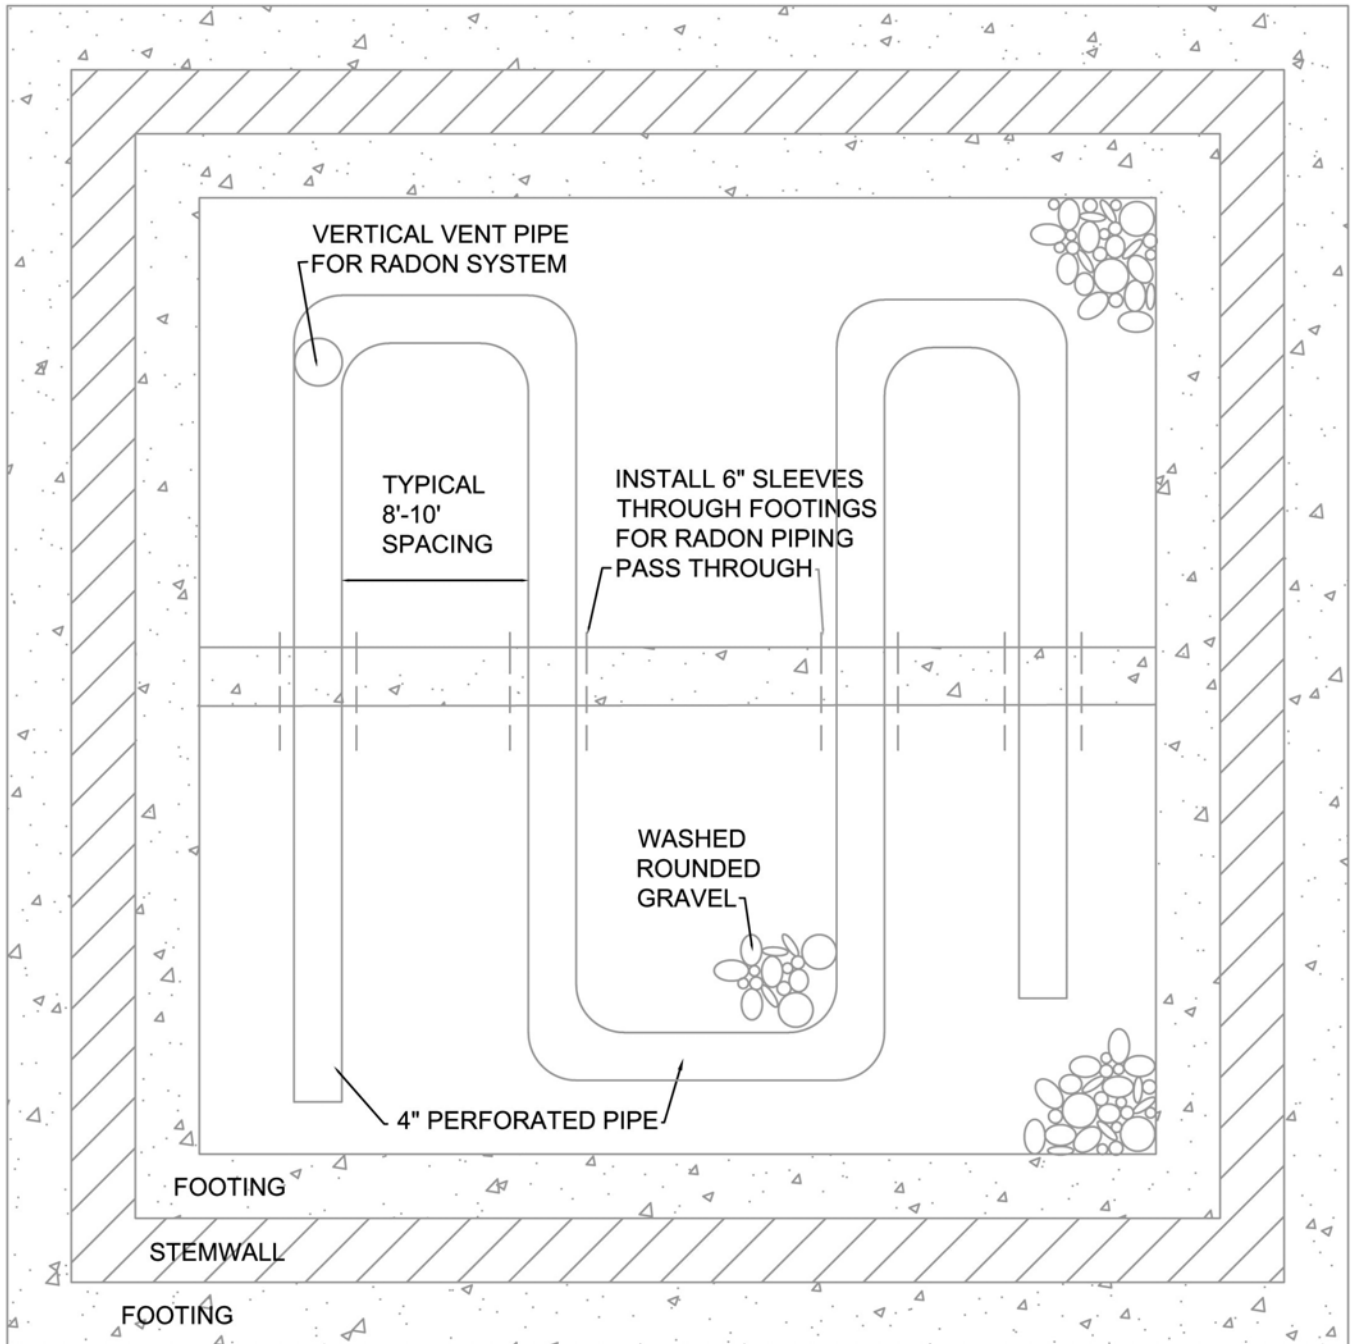 VERTICAL VENT PIPE
FOR RADON SYSTEM
TYPICAL
8'-10'
SPACING
INSTALL 6" SLEEVES
THROUGH FOOTINGS
FOR RADON PIPING
PASS THROUGH
WASHED
ROUNDED
GRAVEL
4" PERFORATED PIPE
FOOTING
STEMWALL
FOOTING